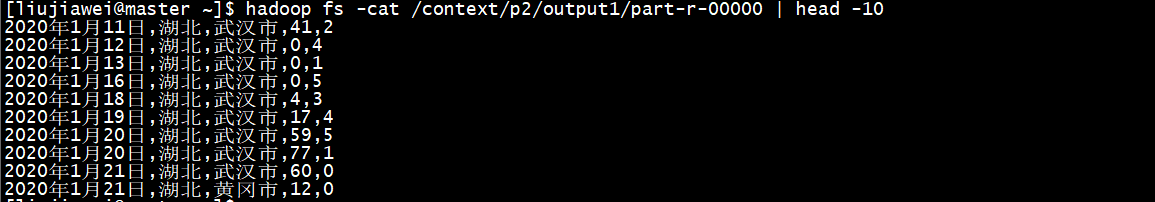 [liujiawei@master ~]$ hadoop fs -cat /context/p2/output1/part-r-00000 | head -10
2020年1月11日,湖北,武汉市,41,2
2020年1月12日,湖北,武汉市,0,4
2020年1月13日,湖北,武汉市,0,1
2020年1月16日,湖北,武汉市,0,5
2020年1月18日,湖北,武汉市,4,3
2020年1月19日,湖北,武汉市,17,4
2020年1月20日,湖北,武汉市,59,5
2020年1月20日,湖北,武汉市,77,1
2020年1月21日,湖北,武汉市,60,0
2020年1月21日,湖北,黄冈市,12,0